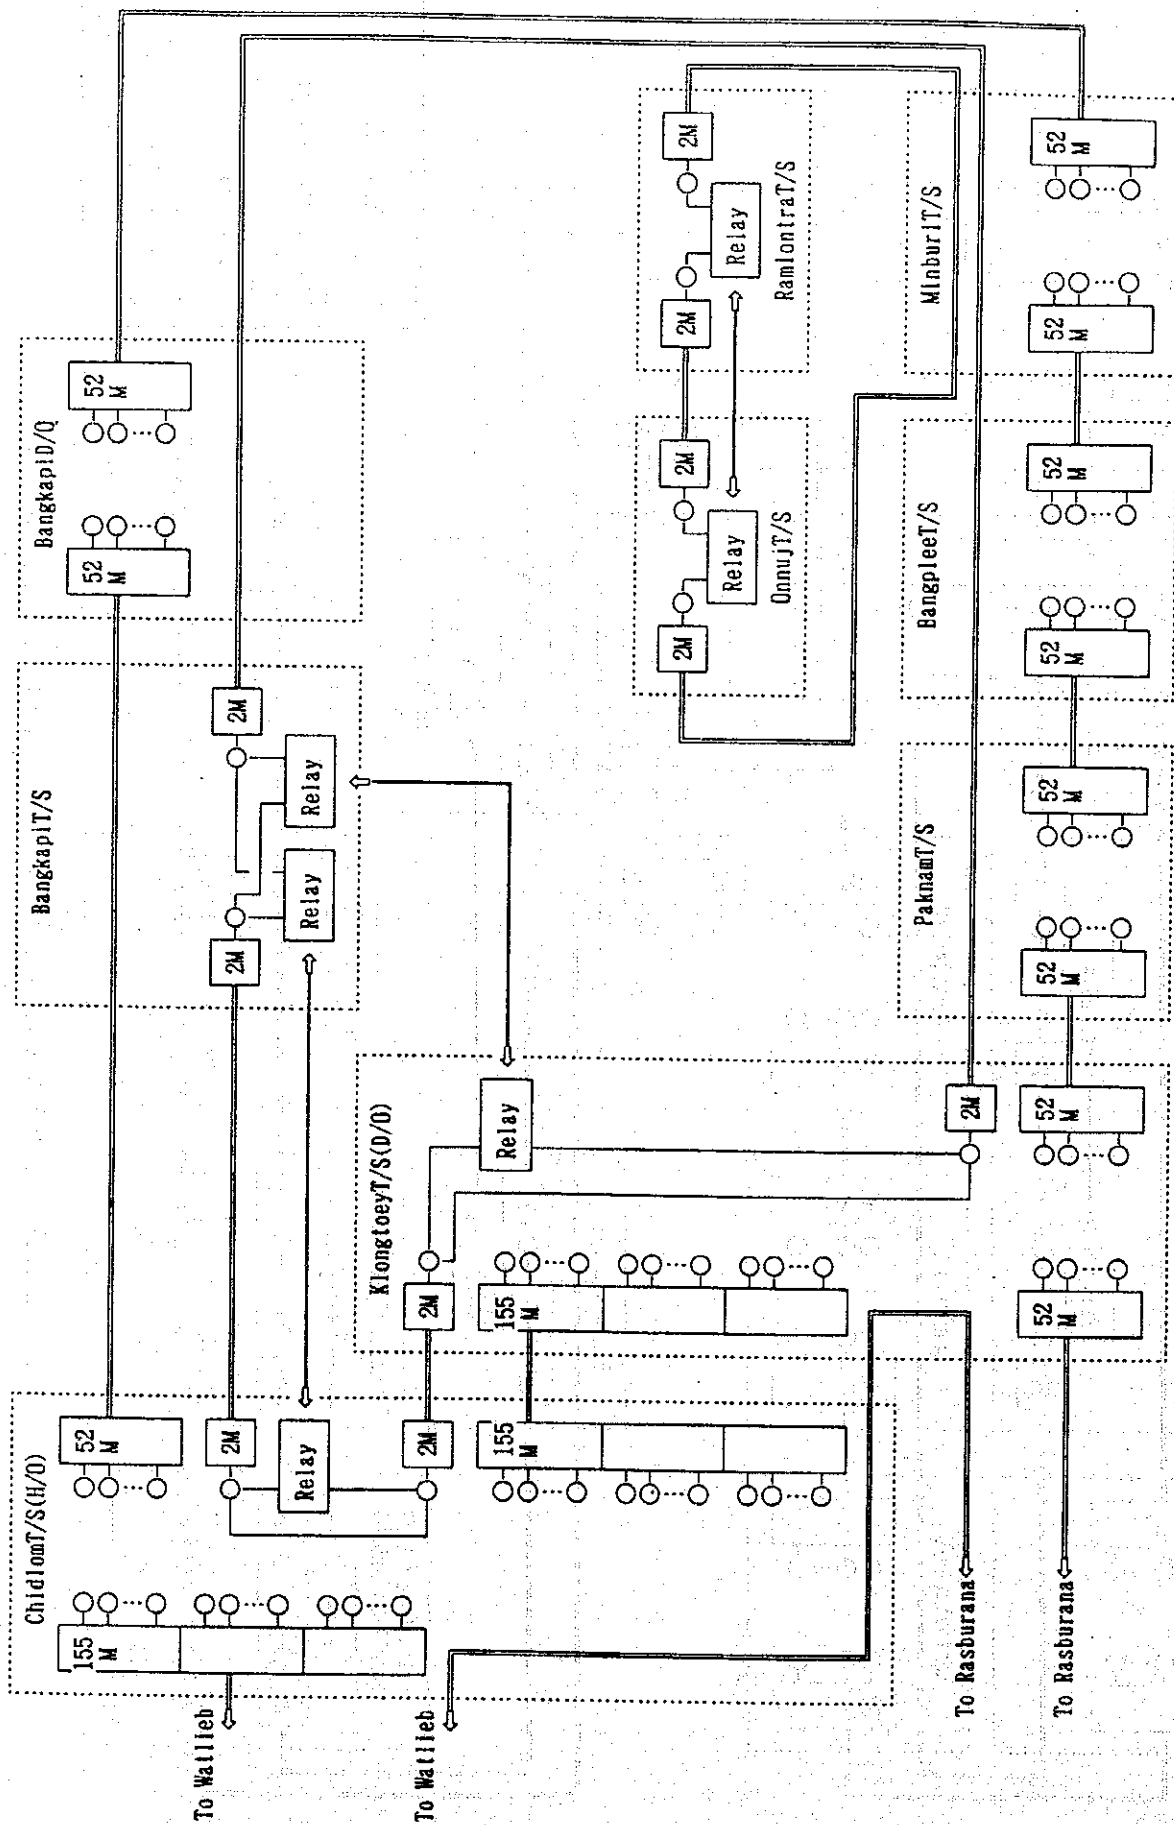 ChidlomT/S(H/O)
155
M
52
M
2M
Relay
2M
155
M
To Watlieb
To Watlieb
BangkapiT/S
2M
2M
Relay
Relay
BangkapiD/Q
52
M
52
M
KlongtoeyT/S(D/O)
2M
Relay
155
M
2M
52
M
52
M
To Rasburana
To Rasburana
2M
2M
Relay
OnnujT/S
2M
2M
Relay
RamIontraT/S
PaknamT/S
52
M
52
M
BangpleeT/S
52
M
52
M
MinburiT/S
52
M
52
M